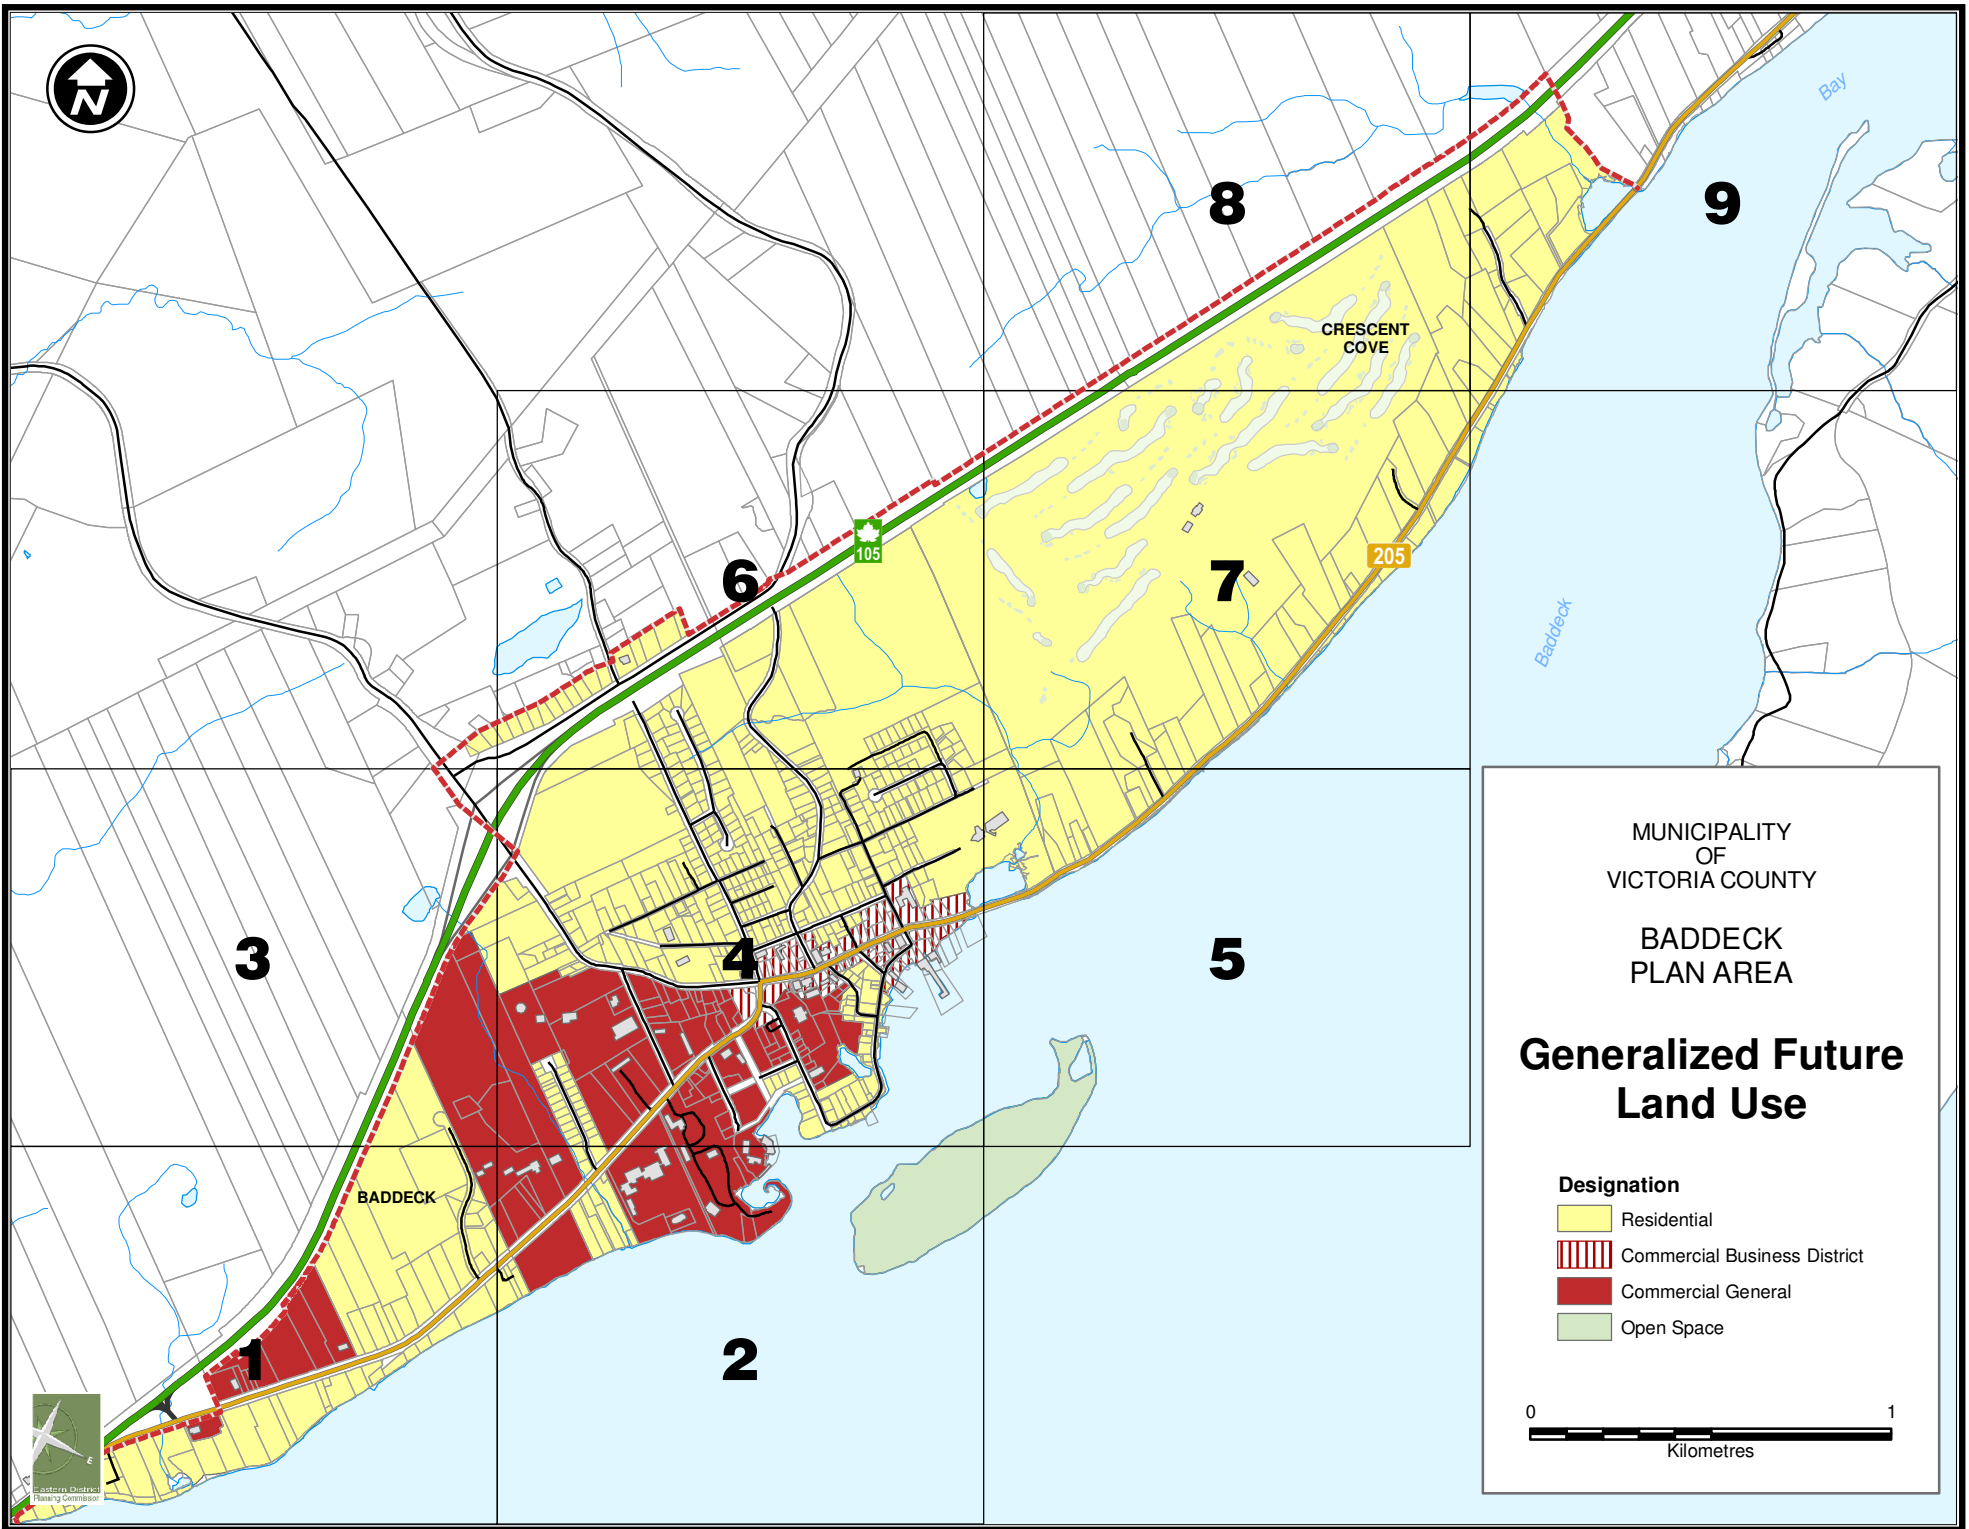 N
8
9
Bay
CRESCENT
COVE
105
6
7
205
Baddeck
3
4
5
BADDECK
1
2
E
Eastern District
Planning Commission
MUNICIPALITY
OF
VICTORIA COUNTY
BADDECK
PLAN AREA
Generalized Future
Land Use
Designation
Residential
Commercial Business District
Commercial General
Open Space
0 1
Kilometres